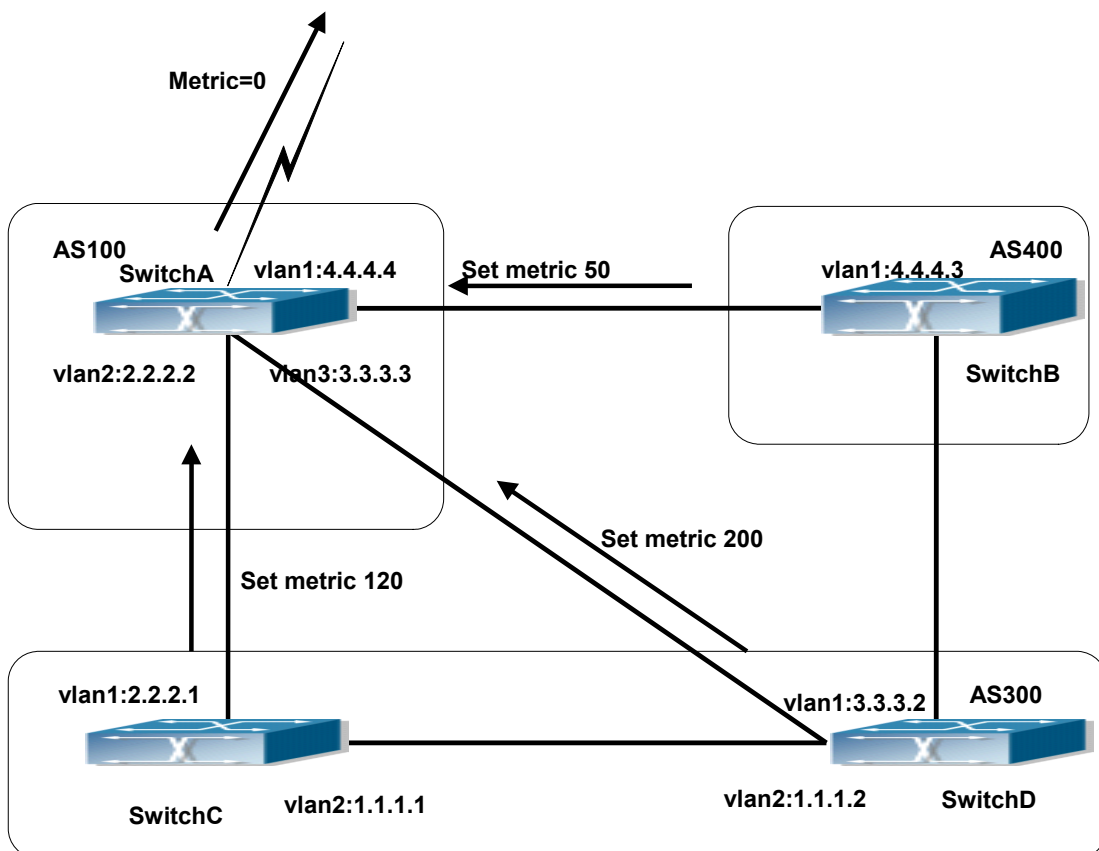 Metric=0
AS100
SwitchA
vlan1:4.4.4.4
Set metric 50
vlan1:4.4.4.3
AS400
vlan2:2.2.2.2
vlan3:3.3.3.3
SwitchB
Set metric 200
Set metric 120
vlan1:2.2.2.1
vlan1:3.3.3.2
AS300
SwitchC
vlan2:1.1.1.1
vlan2:1.1.1.2
SwitchD